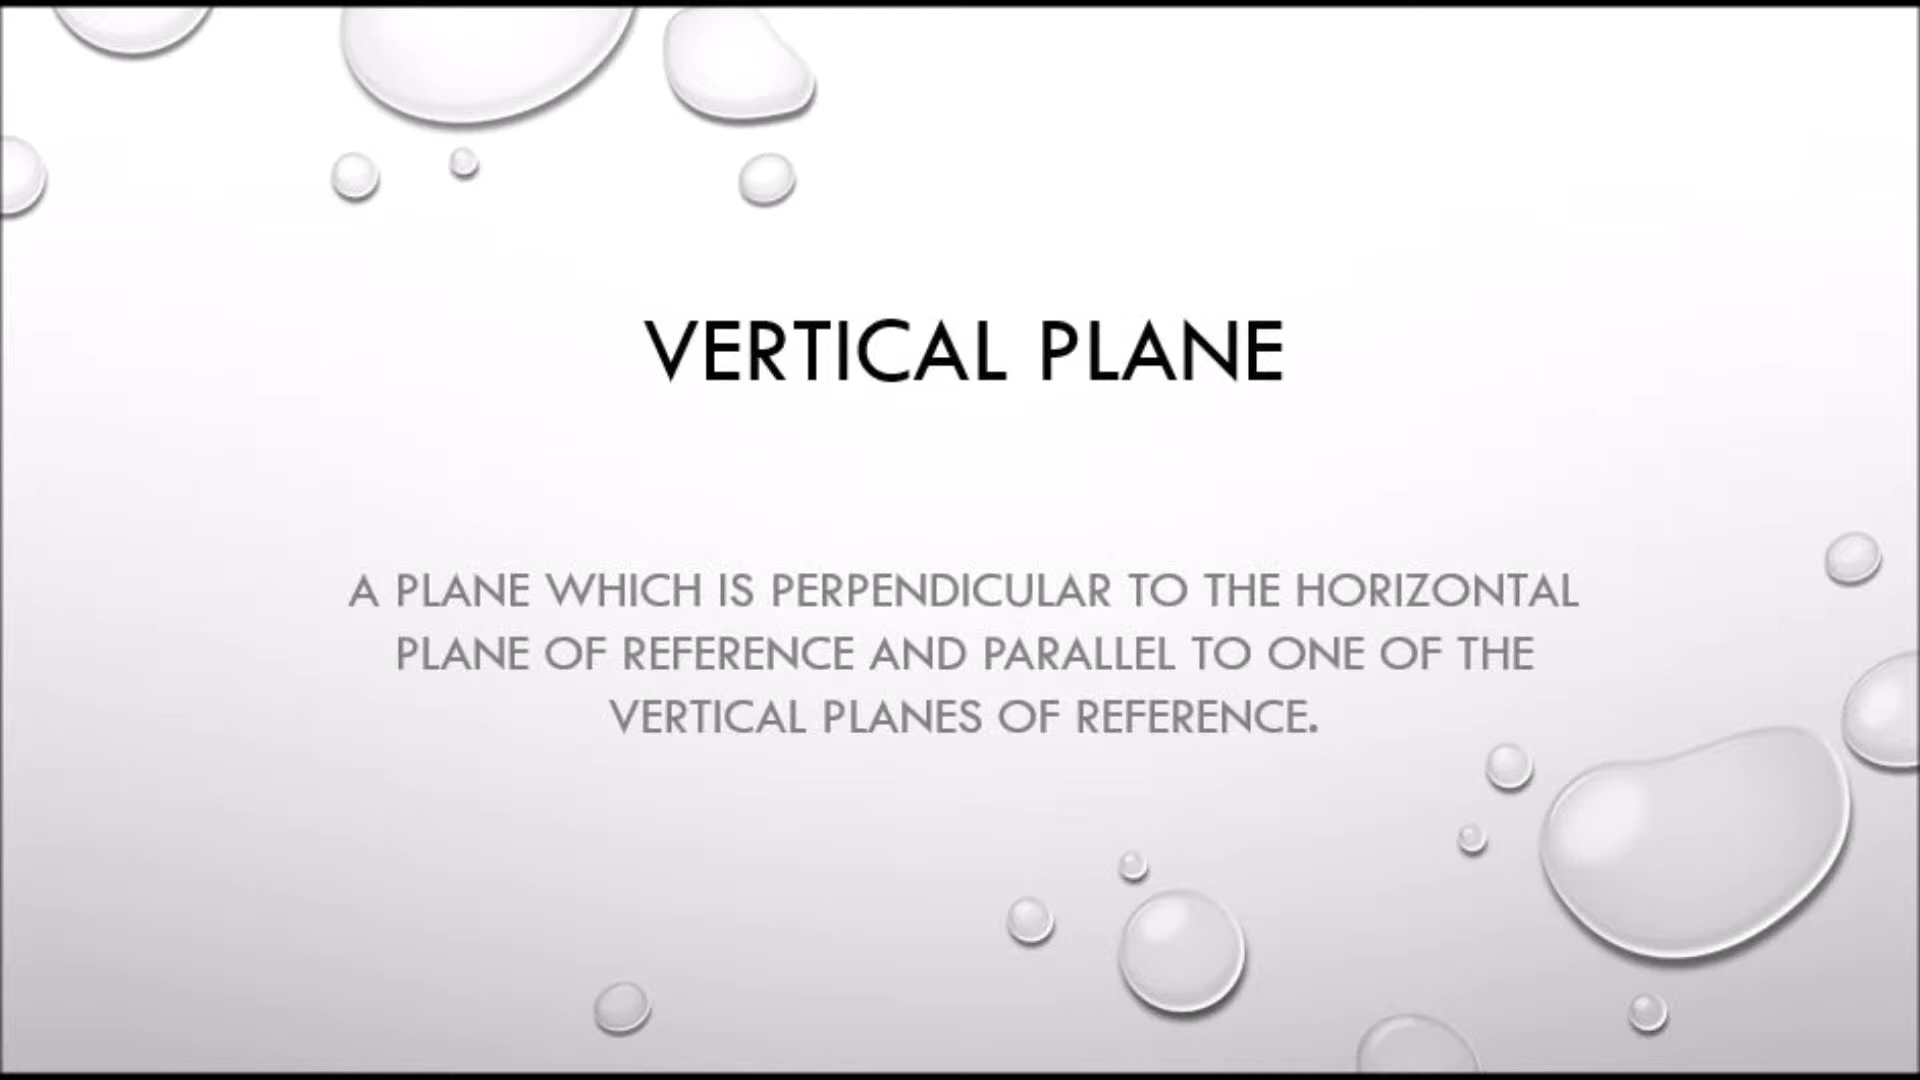 VERTICAL PLANE
A PLANE WHICH IS PERPENDICULAR TO THE HORIZONTAL
PLANE OF REFERENCE AND PARALLEL TO ONE OF THE
VERTICAL PLANES OF REFERENCE.